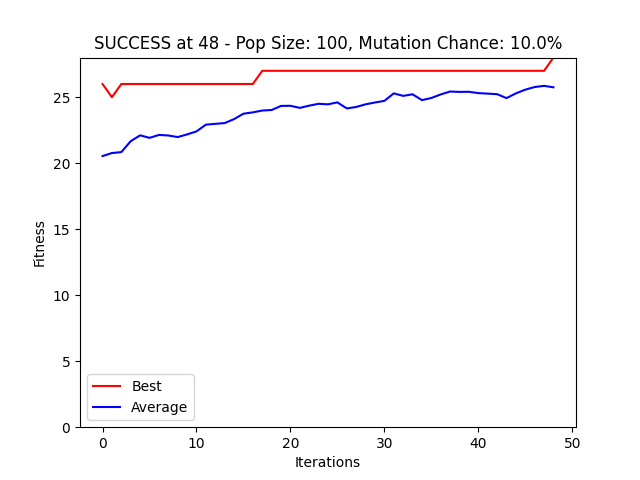 SUCCESS at 48 - Pop Size: 100, Mutation Chance: 10.0%
Fitness
25
20
15
10
5
0
Best
Average
0 10 20 30 40 50
Iterations